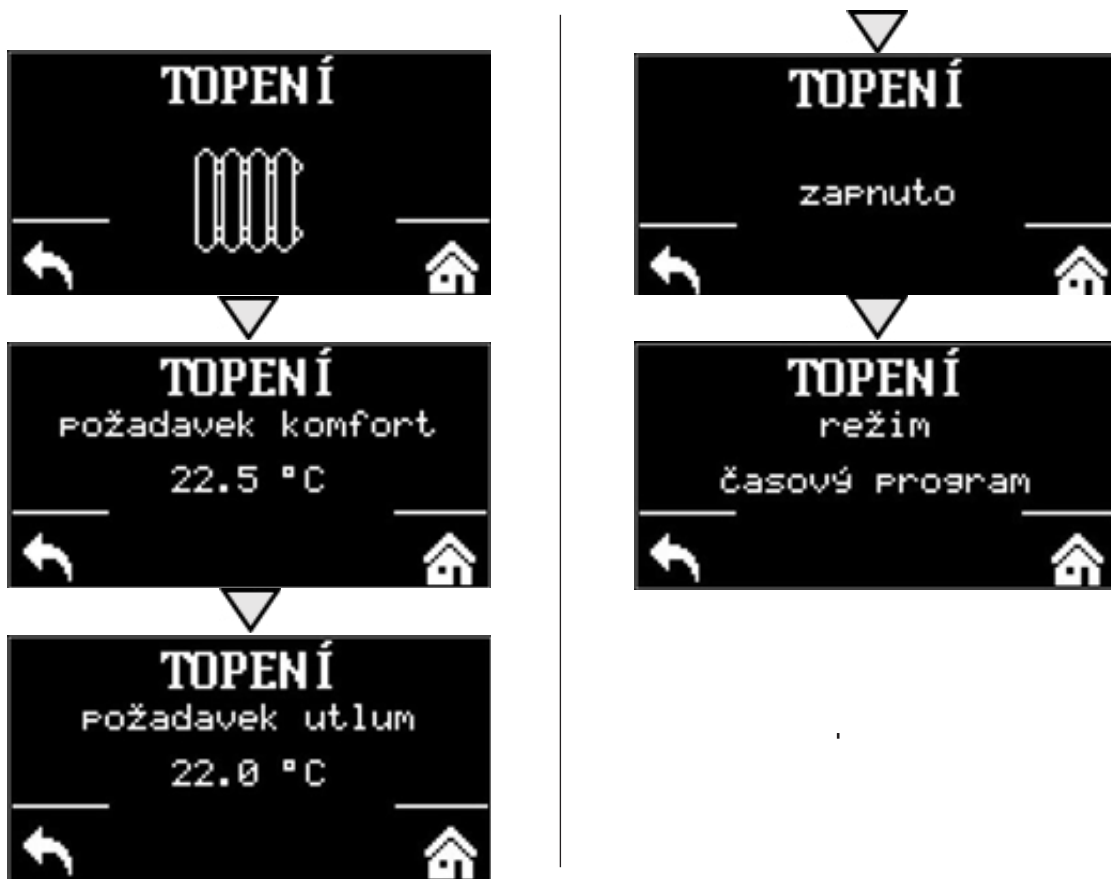 TOPENÍ
TOPENÍ
požadavek komfort
22.5 °C
TOPENÍ
požadavek utlum
22.0 °C
TOPENÍ
zapnuto
TOPENÍ
režim
časový program